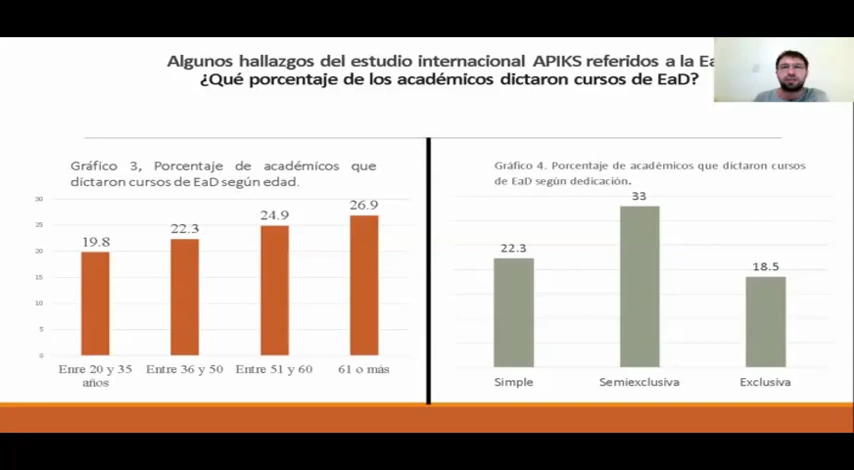 Algunos hallazgos del estudio internacional APIKS referidos a la Ea
¿Qué porcentaje de los académicos dictaron cursos de EaD?
Gráfico 3, Porcentaje de académicos que
dictaron cursos de EaD según edad.
30
25
20
15
10
5
0
19.8
22.3
24.9
26.9
Enre 20 y 35
años
Entre 36 y 50
Entre 51 y 60
61 o más
Gráfico 4. Porcentaje de académicos que dictaron cursos
de EaD según dedicación.
22.3
33
18.5
Simple
Semiexclusiva
Exclusiva